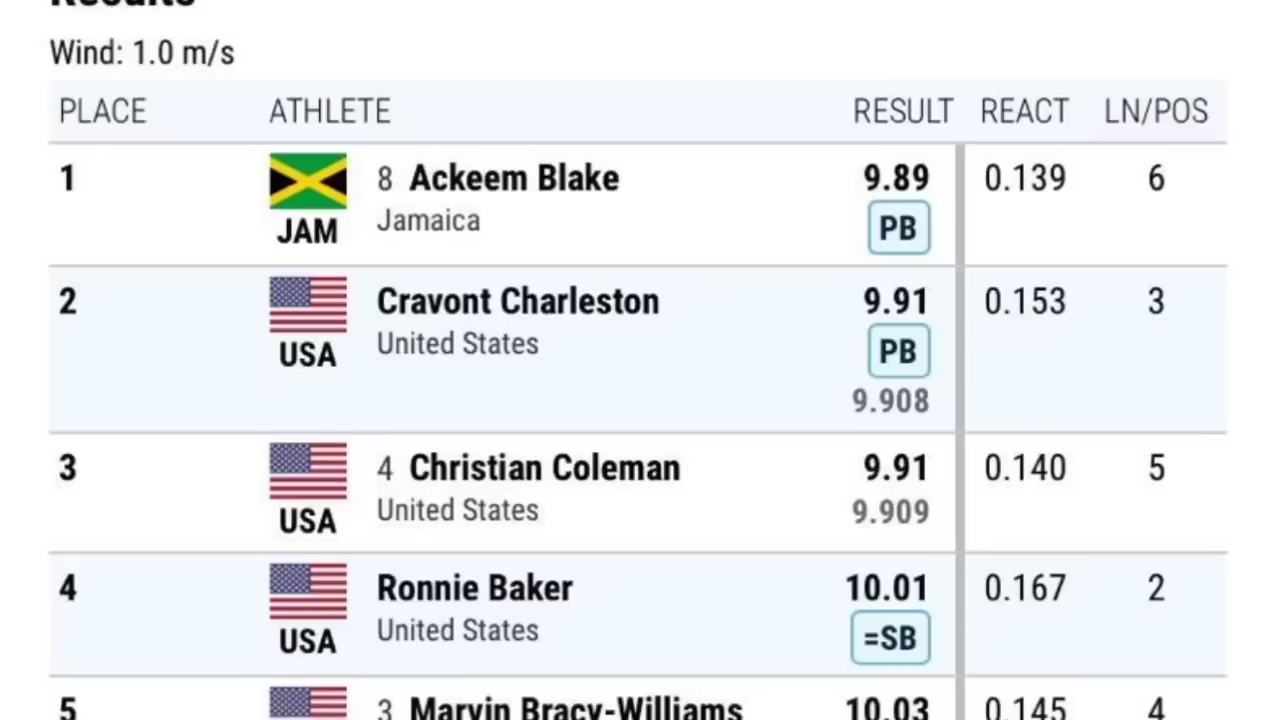 Results
Wind: 1.0 m/s
PLACE ATHLETE RESULT REACT LN/POS
1 8 Ackeem Blake 9.89 0.139 6
JAM Jamaica PB
2 Cravont Charleston 9.91 0.153 3
USA United States PB
9.908
3 4 Christian Coleman 9.91 0.140 5
USA United States 9.909
4 Ronnie Baker 10.01 0.167 2
USA United States =SB
5 3 Marvin Bracy-Williams 10.03 0.145 4